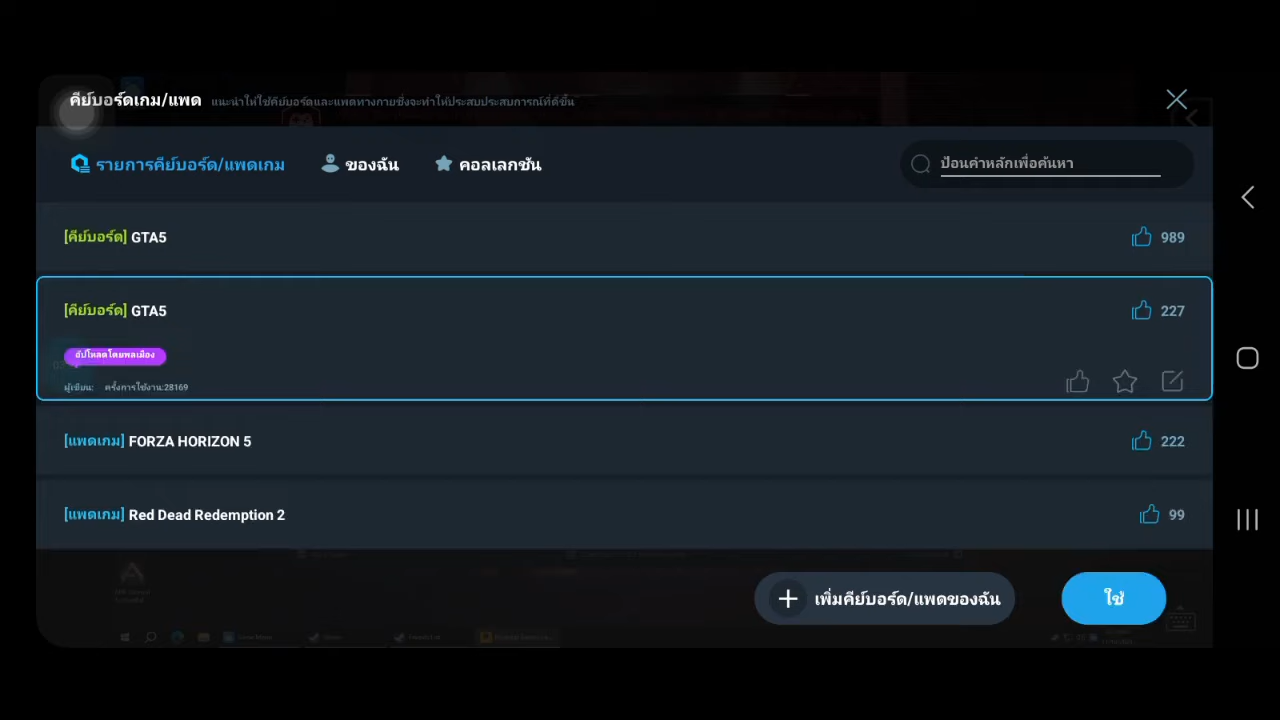 คีย์บอร์ดเกม/แพด แนะนำให้ใช้คีย์บอร์ดและแพดทางกายซึ่งจะทำให้ประสบประสบการณ์ที่ดีขึ้น
รายการคีย์บอร์ด/แพดเกม ของฉัน คอลเลกชัน ป้อนคำหลักเพื่อค้นหา
[คีย์บอร์ด] GTA5 989
[คีย์บอร์ด] GTA5 227
อัปโหลดโดยพลเมือง
ผู้เขียน: ครั้งการใช้งาน:28169
[แพดเกม] FORZA HORIZON 5 222
[แพดเกม] Red Dead Redemption 2 99
เพิ่มคีย์บอร์ด/แพดของฉัน ใช้